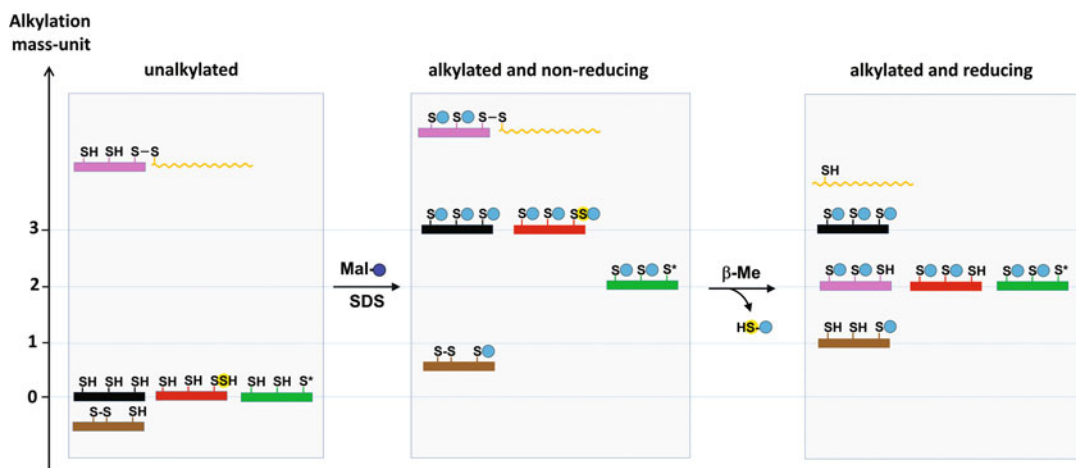 Alkylation
mass-unit
unalkylated
alkylated and non-reducing
alkylated and reducing
3
2
1
0
SH SH S–S
SH SH SH
SH SH SSH
SH SH S*
S-S SH
Mal-
SDS
S S S–S
S S S
S S SS
S S S*
S-S S
β-Me
HS-
SH
S S S
S S SH
S S SH
S S S*
SH SH S